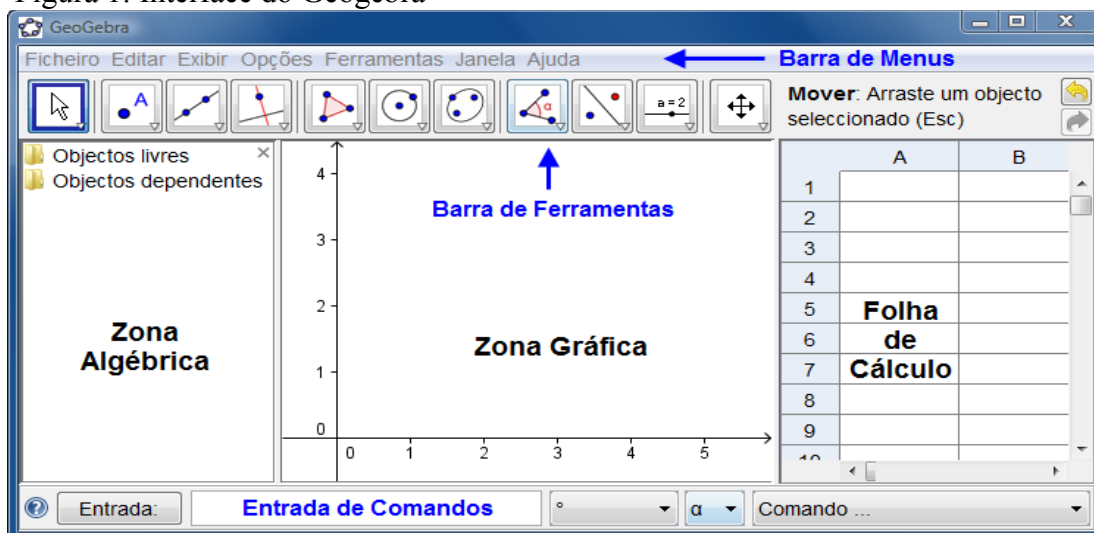 Figura 1: Interface do Geogebra
GeoGebra
Ficheiro Editar Exibir Opções Ferramentas Janela Ajuda
Barra de Menus
A
α
a = 2
Mover: Arraste um objecto
seleccionado (Esc)
Objectos livres
Objectos dependentes
Zona
Algébrica
Barra de Ferramentas
4
3
2
1
0
0 1 2 3 4 5
Zona Gráfica
A B
1
2
3
4
5
6
7
8
9
10
Folha
de
Cálculo
Entrada:
Entrada de Comandos
°
α
Comando ...